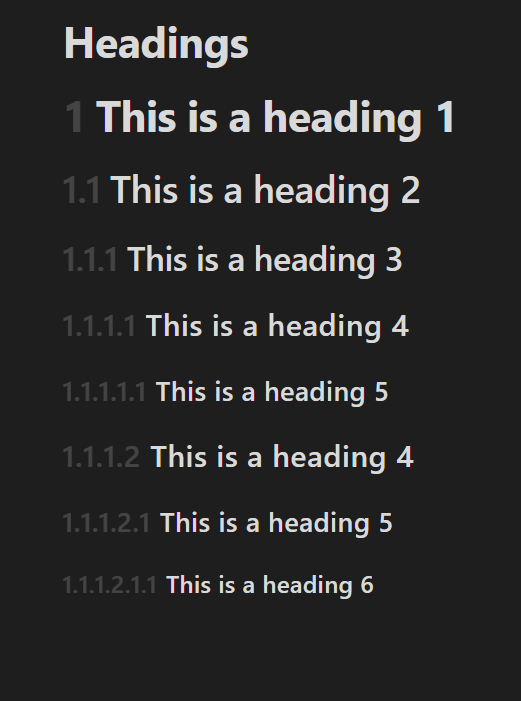 Headings
1 This is a heading 1
1.1 This is a heading 2
1.1.1 This is a heading 3
1.1.1.1 This is a heading 4
1.1.1.1.1 This is a heading 5
1.1.1.2 This is a heading 4
1.1.1.2.1 This is a heading 5
1.1.1.2.1.1 This is a heading 6